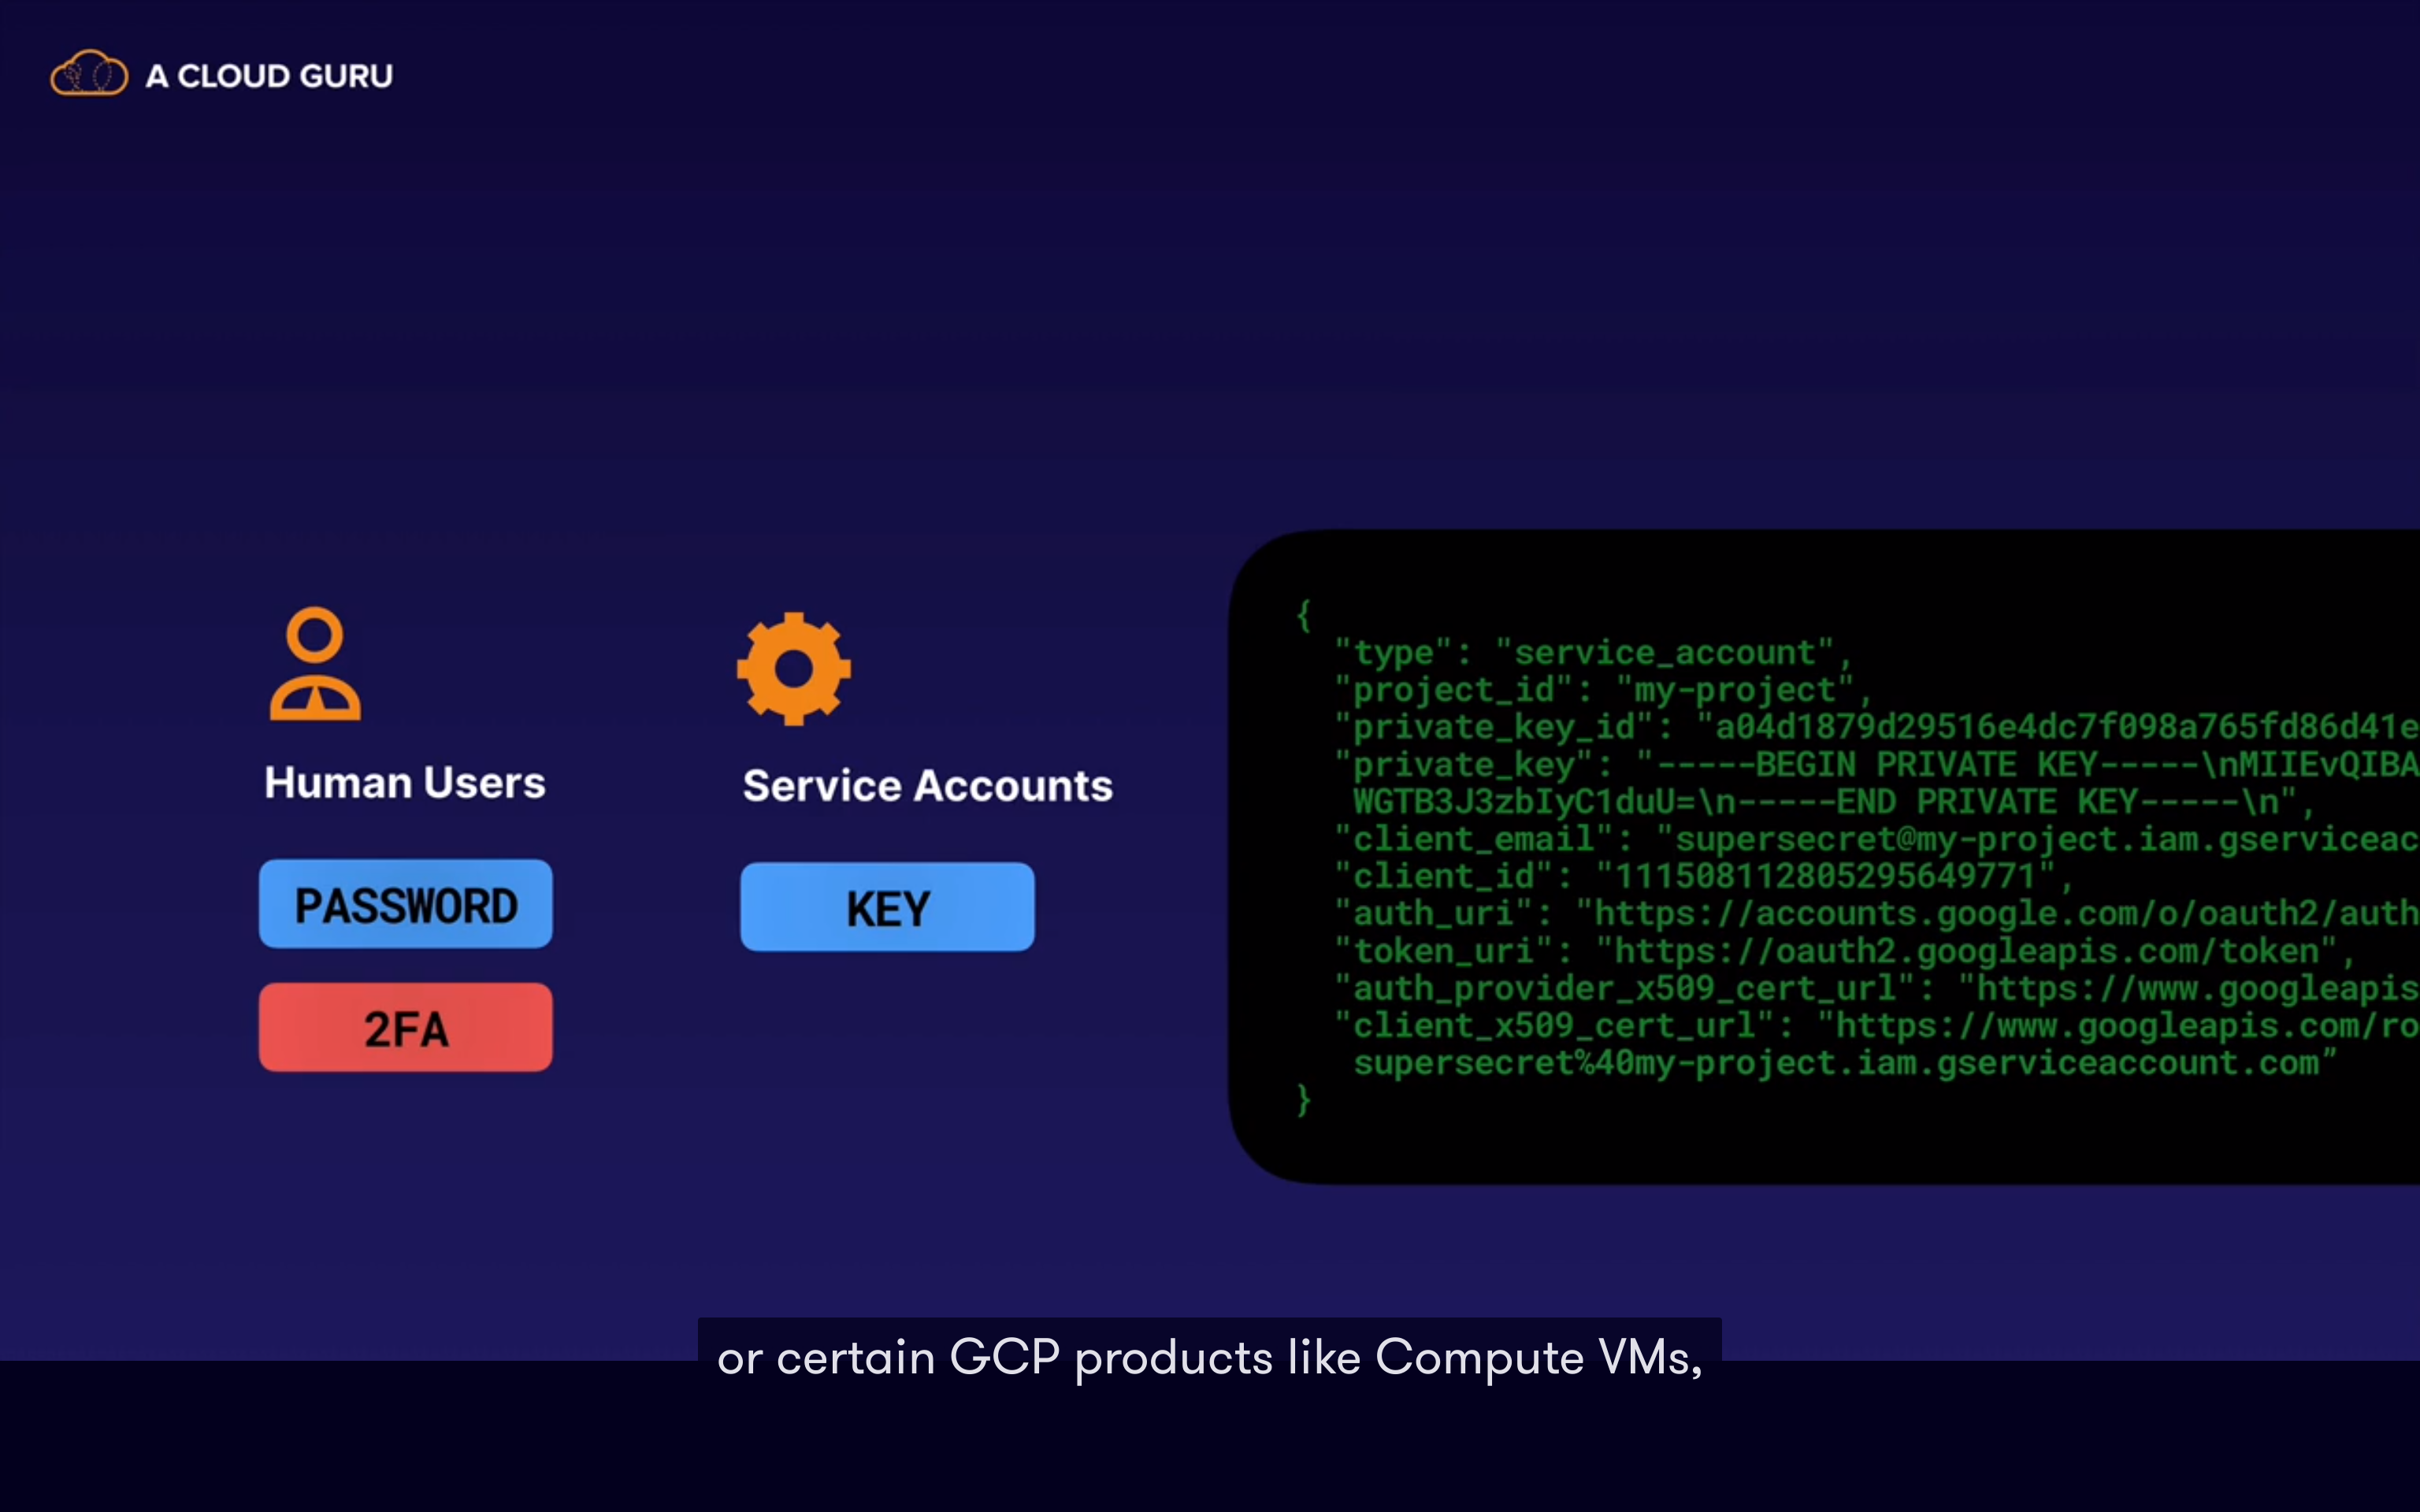 A CLOUD GURU
Human Users
PASSWORD
2FA
Service Accounts
KEY
{
"type": "service_account",
"project_id": "my-project",
"private_key_id": "a04d1879d29516e4dc7f098a765fd86d41e
"private_key": "-----BEGIN PRIVATE KEY-----\nMIIEvQIBA
WGTB3J3zbIyC1duU=\n-----END PRIVATE KEY-----\n",
"client_email": "supersecret@my-project.iam.gserviceac
"client_id": "111508112805295649771",
"auth_uri": "https://accounts.google.com/o/oauth2/auth
"token_uri": "https://oauth2.googleapis.com/token",
"auth_provider_x509_cert_url": "https://www.googleapis
"client_x509_cert_url": "https://www.googleapis.com/ro
supersecret%40my-project.iam.gserviceaccount.com”
}
or certain GCP products like Compute VMs,